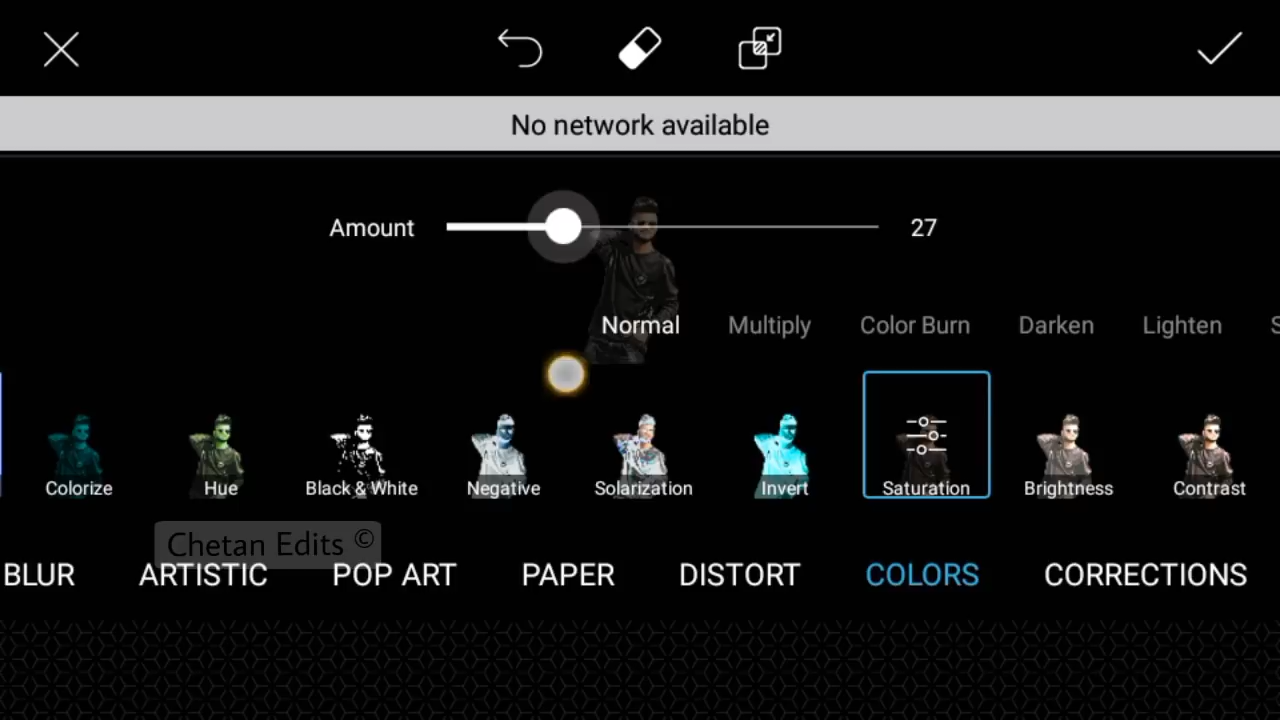 No network available
Amount 27
Normal Multiply Color Burn Darken Lighten S
Colorize Hue Black & White Negative Solarization Invert Saturation Brightness Contrast
Chetan Edits ©
BLUR ARTISTIC POP ART PAPER DISTORT COLORS CORRECTIONS